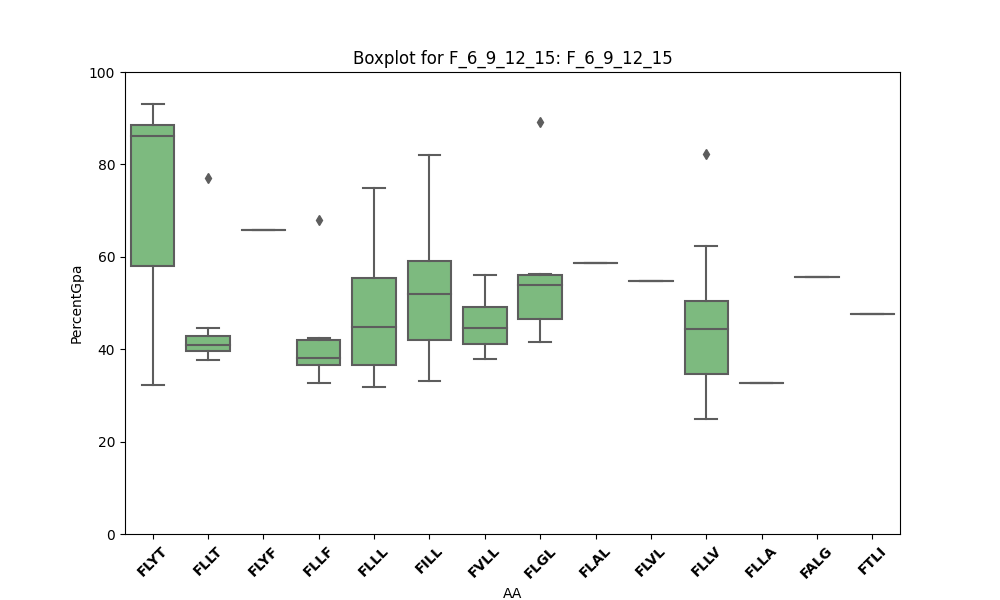 Boxplot for F_6_9_12_15: F_6_9_12_15
100
80
60
40
20
0
PercentGpa
FLYT FLLT FLYF FLLF FLLL FILL FVLL FLGL FLAL FLVL FLLV FLLA FALG FTLI
AA